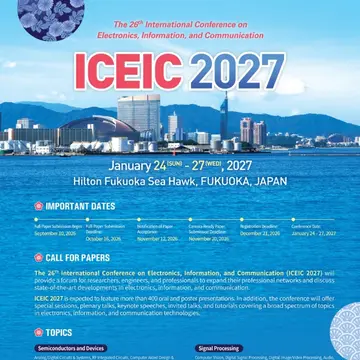 The 26th International Conference on
Electronics, Information, and Communication
ICEIC 2027
January 24(SUN) - 27(WED), 2027
Hilton Fukuoka Sea Hawk, FUKUOKA, JAPAN
IMPORTANT DATES
Full Paper Submission Begins
September 10, 2026
Full Paper Submission Deadline:
October 16, 2026
Notification of Paper Acceptance:
November 13, 2026
Camera-Ready Paper Submission Deadline:
November 20, 2026
Registration Deadline:
December 21, 2026
Conference Date:
January 24 - 27, 2027
CALL FOR PAPERS
The 26th International Conference on Electronics, Information, and Communication (ICEIC 2027) will
provide a forum for researchers, engineers, and professionals to expand their professional networks and discuss
state-of-the-art developments in electronics, information, and communication.
ICEIC 2027 is expected to feature more than 400 oral and poster presentations. In addition, the conference will offer
special sessions, plenary talks, keynote speeches, invited talks, and tutorials covering a broad spectrum of topics
in electronics, information, and communication technologies.
TOPICS
Semiconductors and Devices
Signal Processing